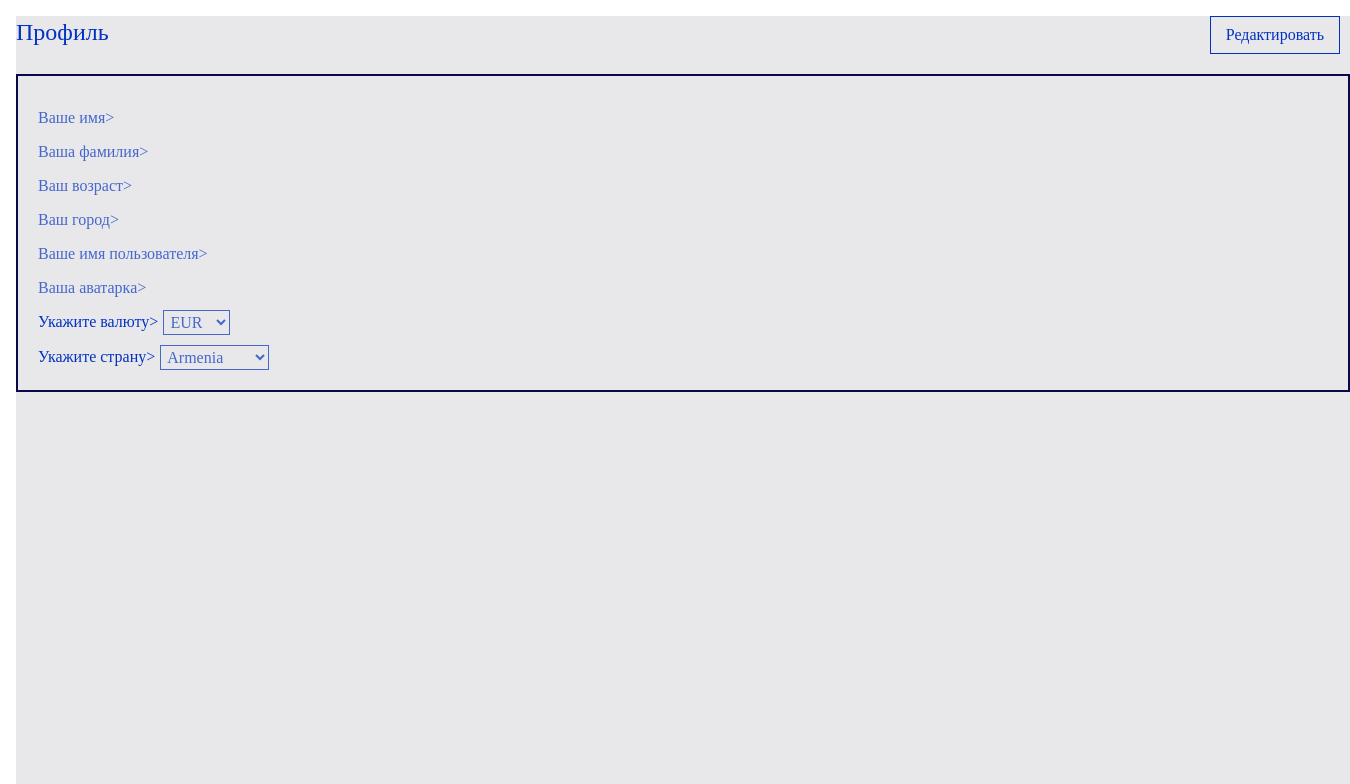 Профиль
Редактировать
Ваше имя>
Ваша фамилия>
Ваш возраст>
Ваш город>
Ваше имя пользователя>
Ваша аватарка>
Укажите валюту> EUR
Укажите страну> Armenia